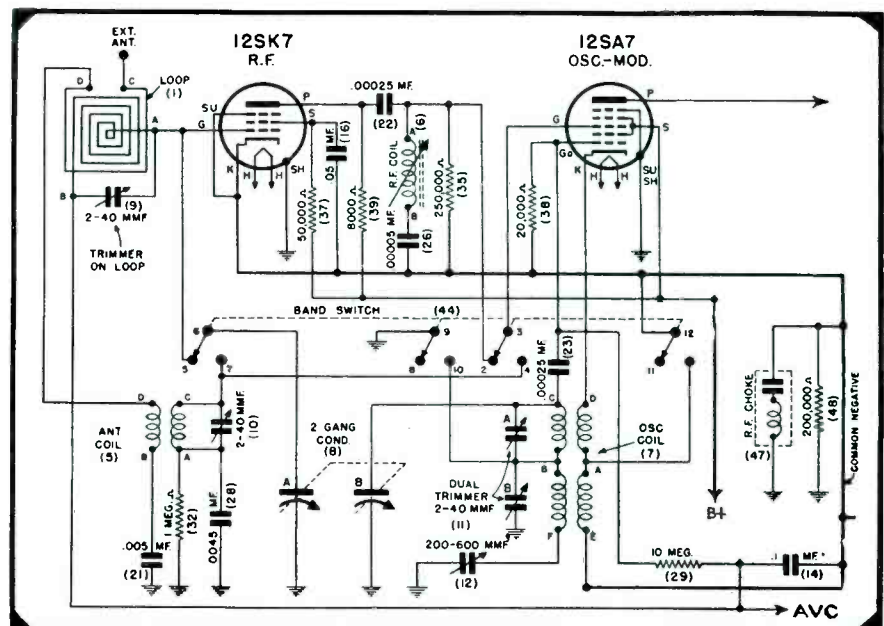 EXT.
ANT.
12SK7
R.F.
12SA7
OSC.-MOD.
D
C
LOOP
(1)
A
B
(9)
2-40 MMF
TRIMMER
ON LOOP
SU
G
K
H
H
P
S
SH
.00025 MF.
(22)
MF.
.05
(16)
50,000 Ω
(37)
8000 Ω
(39)
(6)
A
R.F. COIL
B
.00005 MF.
(26)
250,000 Ω
(35)
G
Ga
K
H
H
P
S
SU
SH
20,000 Ω
(38)
BAND SWITCH (44)
6
5
7
9
8
10
3
2
4
12
11
.00025 MF.
(23)
D
C
ANT
COIL
(5)
B
A
2-40 MMF
(10)
1 MEG. Ω
(32)
MF.
.0045
(28)
.005 MF.
(21)
2 GANG
COND.
(8)
A
B
A
B
DUAL
TRIMMER
2-40 MMF
(11)
200-600 MMF
(12)
C
D
B
A
F
E
OSC
COIL
(7)
R.F. CHOKE
(47)
200,000 Ω
(48)
COMMON NEGATIVE
B+
10 MEG.
(29)
.1 MF.
(14)
AVC